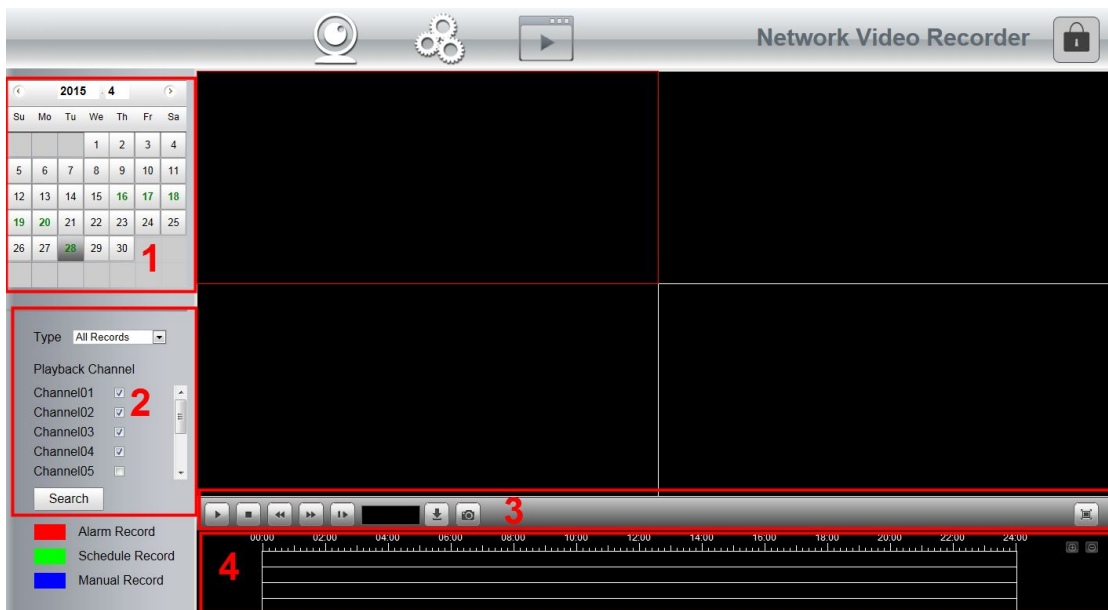 Network Video Recorder
2015 4
Su Mo Tu We Th Fr Sa
1 2 3 4
5 6 7 8 9 10 11
12 13 14 15 16 17 18
19 20 21 22 23 24 25
26 27 28 29 30
1
Type All Records
Playback Channel
Channel01
2
Channel02
Channel03
Channel04
Channel05
Search
3
Alarm Record
Schedule Record
Manual Record
00:00 02:00 04:00 06:00 08:00 10:00 12:00 14:00 16:00 18:00 20:00 22:00 24:00
4